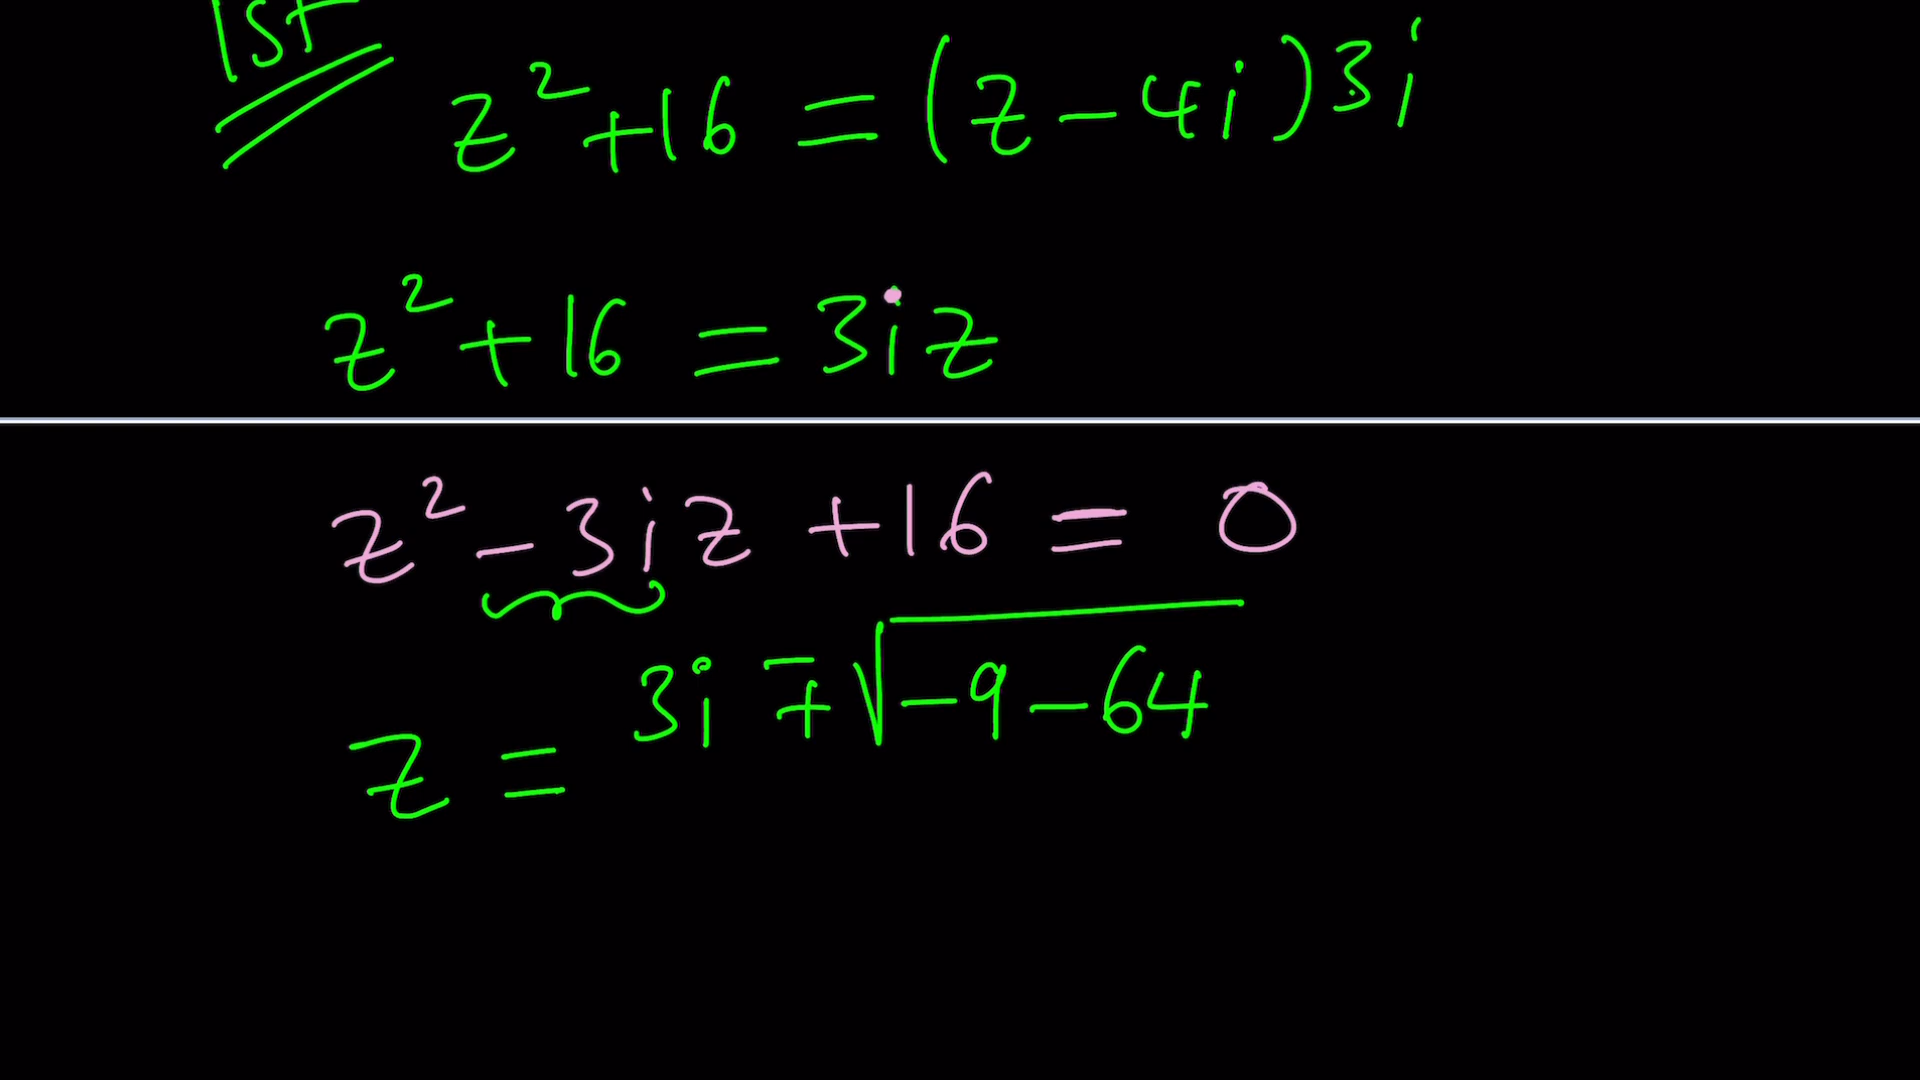 1st
z² + 16 = (z - 4i)3i
z² + 16 = 3iz
z² - 3iz + 16 = 0
z = 3i ∓ √(-9-64)